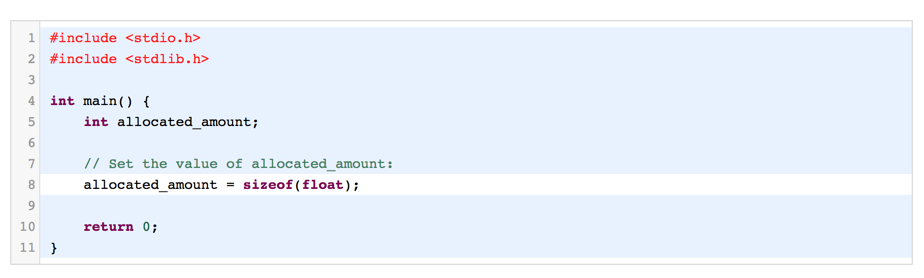 1 #include <stdio.h>
2 #include <stdlib.h>
3
4 int main() {
5     int allocated_amount;
6
7     // Set the value of allocated_amount:
8     allocated_amount = sizeof(float);
9
10     return 0;
11 }